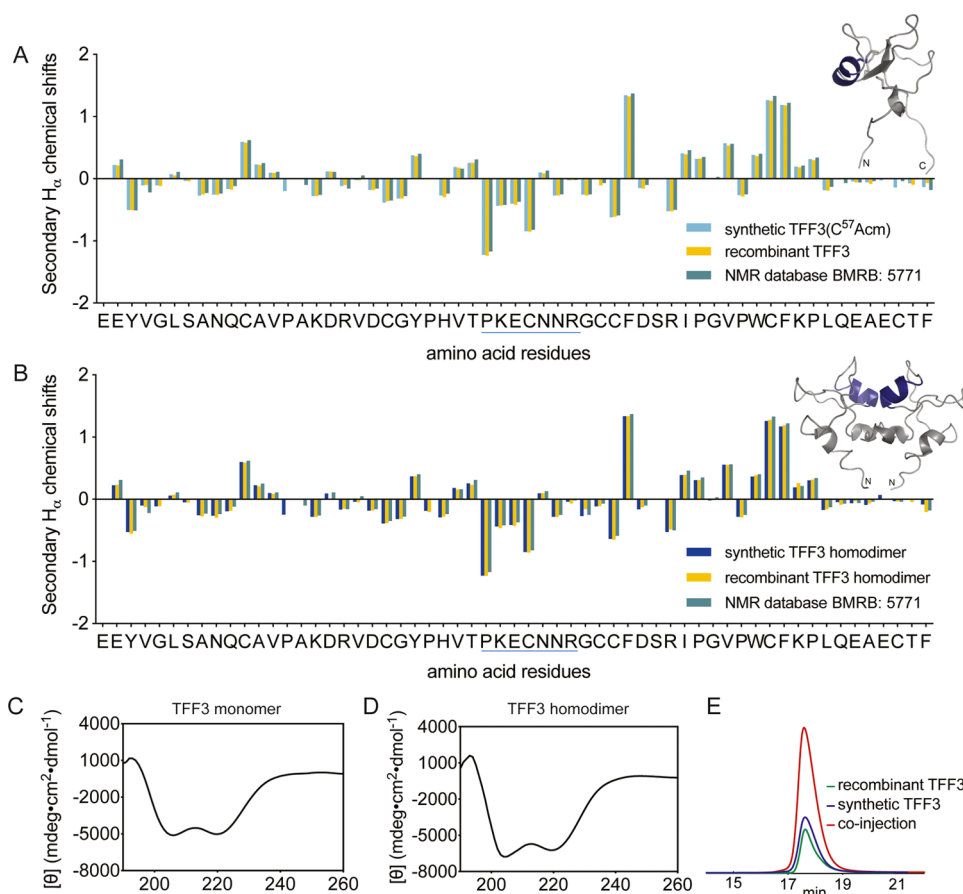 A
2
1
0
-1
-2
Secondary Hα chemical shifts
N
C
synthetic TFF3(C⁵⁷Acm)
recombinant TFF3
NMR database BMRB: 5771
EEYVGLSANQCAVPAKDRVDCGYPHVTPKECNNRGCCFDSRIPGVPWCFKPLQEAECTF
amino acid residues
B
2
1
0
-1
-2
Secondary Hα chemical shifts
N N
synthetic TFF3 homodimer
recombinant TFF3 homodimer
NMR database BMRB: 5771
EEYVGLSANQCAVPAKDRVDCGYPHVTPKECNNRGCCFDSRIPGVPWCFKPLQEAECTF
amino acid residues
C
TFF3 monomer
[θ] (mdeg•cm²•dmol⁻¹)
4000
1000
-2000
-5000
-8000
200 220 240 260
D
TFF3 homodimer
[θ] (mdeg•cm²•dmol⁻¹)
4000
1000
-2000
-5000
-8000
200 220 240 260
E
recombinant TFF3
synthetic TFF3
co-injection
15 17 19 21
min